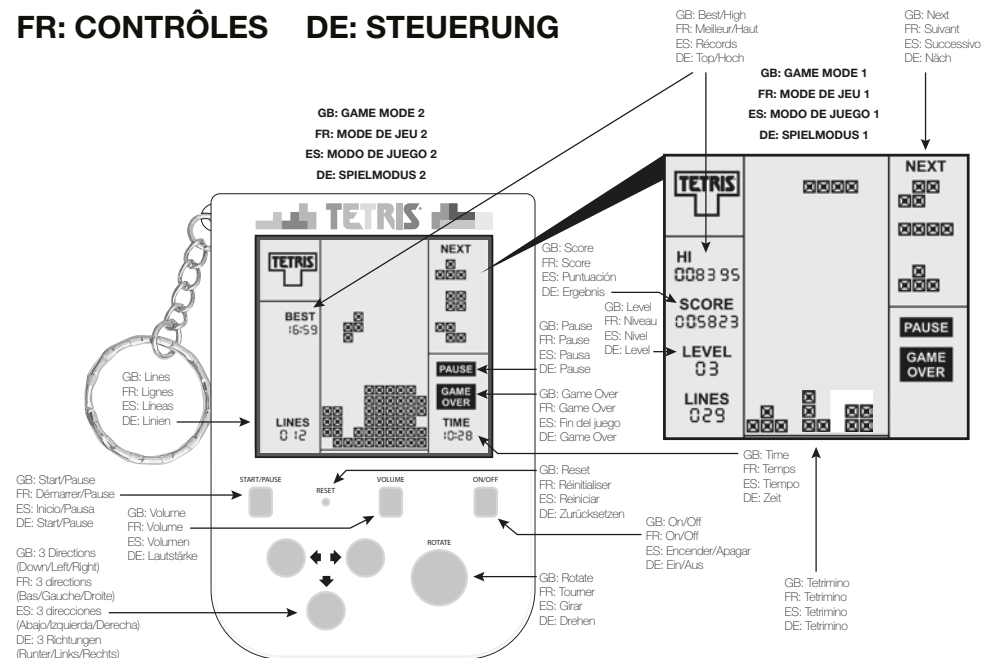 FR: CONTRÔLES DE: STEUERUNG
GB: Best/High
FR: Meilleur/Haut
ES: Récords
DE: Top/Hoch
GB: Next
FR: Suivant
ES: Successivo
DE: Näch
GB: GAME MODE 1
FR: MODE DE JEU 1
ES: MODO DE JUEGO 1
DE: SPIELMODUS 1
GB: GAME MODE 2
FR: MODE DE JEU 2
ES: MODO DE JUEGO 2
DE: SPIELMODUS 2
TETRIS
TETRIS
BEST
16:59
LINES
012
NEXT
PAUSE
GAME
OVER
TIME
10:28
TETRIS
HI
008395
SCORE
005823
LEVEL
03
LINES
029
NEXT
PAUSE
GAME
OVER
GB: Score
FR: Score
ES: Puntuación
DE: Ergebnis
GB: Level
FR: Niveau
ES: Nivel
DE: Level
GB: Pause
FR: Pause
ES: Pausa
DE: Pause
GB: Game Over
FR: Game Over
ES: Fin del juego
DE: Game Over
GB: Lines
FR: Lignes
ES: Líneas
DE: Linien
GB: Time
FR: Temps
ES: Tiempo
DE: Zeit
START/PAUSE
RESET
VOLUME
ON/OFF
ROTATE
GB: Start/Pause
FR: Démarrer/Pause
ES: Inicio/Pausa
DE: Start/Pause
GB: Volume
FR: Volume
ES: Volumen
DE: Lautstärke
GB: Reset
FR: Réinitialiser
ES: Reiniciar
DE: Zurücksetzen
GB: On/Off
FR: On/Off
ES: Encender/Apagar
DE: Ein/Aus
GB: 3 Directions
(Down/Left/Right)
FR: 3 directions
(Bas/Gauche/Droite)
ES: 3 direcciones
(Abajo/Izquierda/Derecha)
DE: 3 Richtungen
(Runter/Links/Rechts)
GB: Rotate
FR: Tourner
ES: Girar
DE: Drehen
GB: Tetrimino
FR: Tetrimino
ES: Tetrimino
DE: Tetrimino